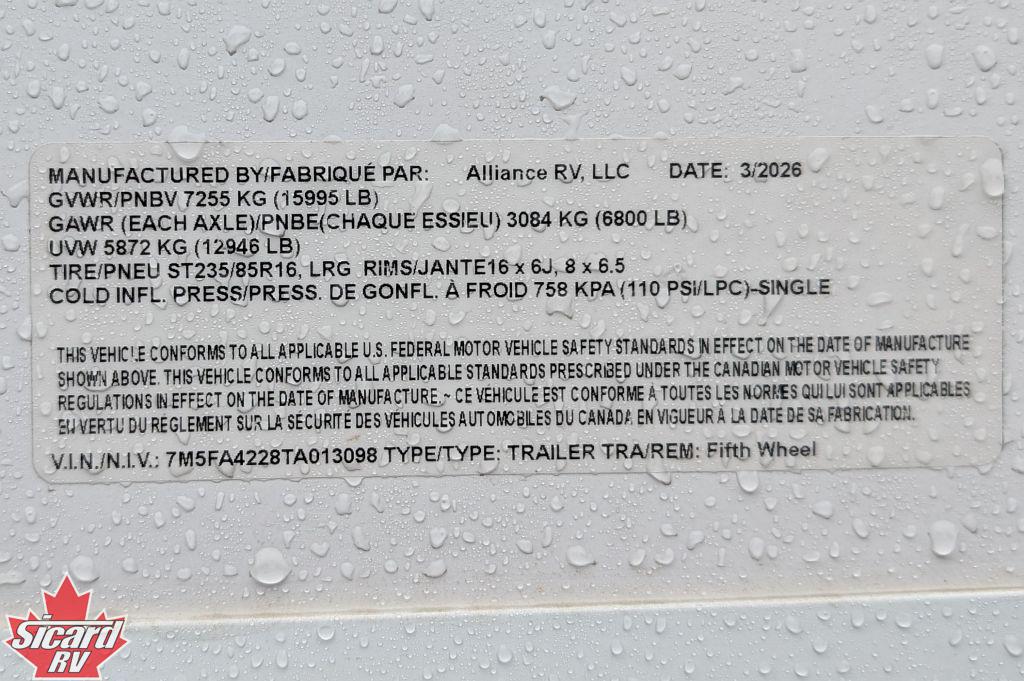 MANUFACTURED BY/FABRIQUÉ PAR: Alliance RV, LLC DATE: 3/2026
GVWR/PNBV 7255 KG (15995 LB)
GAWR (EACH AXLE)/PNBE(CHAQUE ESSIEU) 3084 KG (6800 LB)
UVW 5872 KG (12946 LB)
TIRE/PNEU ST235/85R16, LRG RIMS/JANTE16 x 6J, 8 x 6.5
COLD INFL. PRESS/PRESS. DE GONFL. À FROID 758 KPA (110 PSI/LPC)-SINGLE
THIS VEHICLE CONFORMS TO ALL APPLICABLE U.S. FEDERAL MOTOR VEHICLE SAFETY STANDARDS IN EFFECT ON THE DATE OF MANUFACTURE
SHOWN ABOVE. THIS VEHICLE CONFORMS TO ALL APPLICABLE STANDARDS PRESCRIBED UNDER THE CANADIAN MOTOR VEHICLE SAFETY
REGULATIONS IN EFFECT ON THE DATE OF MANUFACTURE.~ CE VÉHICULE EST CONFORME À TOUTES LES NORMES QUI LUI SONT APPLICABLES
EN VERTU DU RÉGLEMENT SUR LA SÉCURITÉ DES VÉHICULES AUTOMOBILES DU CANADA EN VIGUEUR À LA DATE DE SA FABRICATION.
V.I.N./N.I.V.: 7M5FA4228TA013098 TYPE/TYPE: TRAILER TRA/REM: Fifth Wheel
Sicard
RV